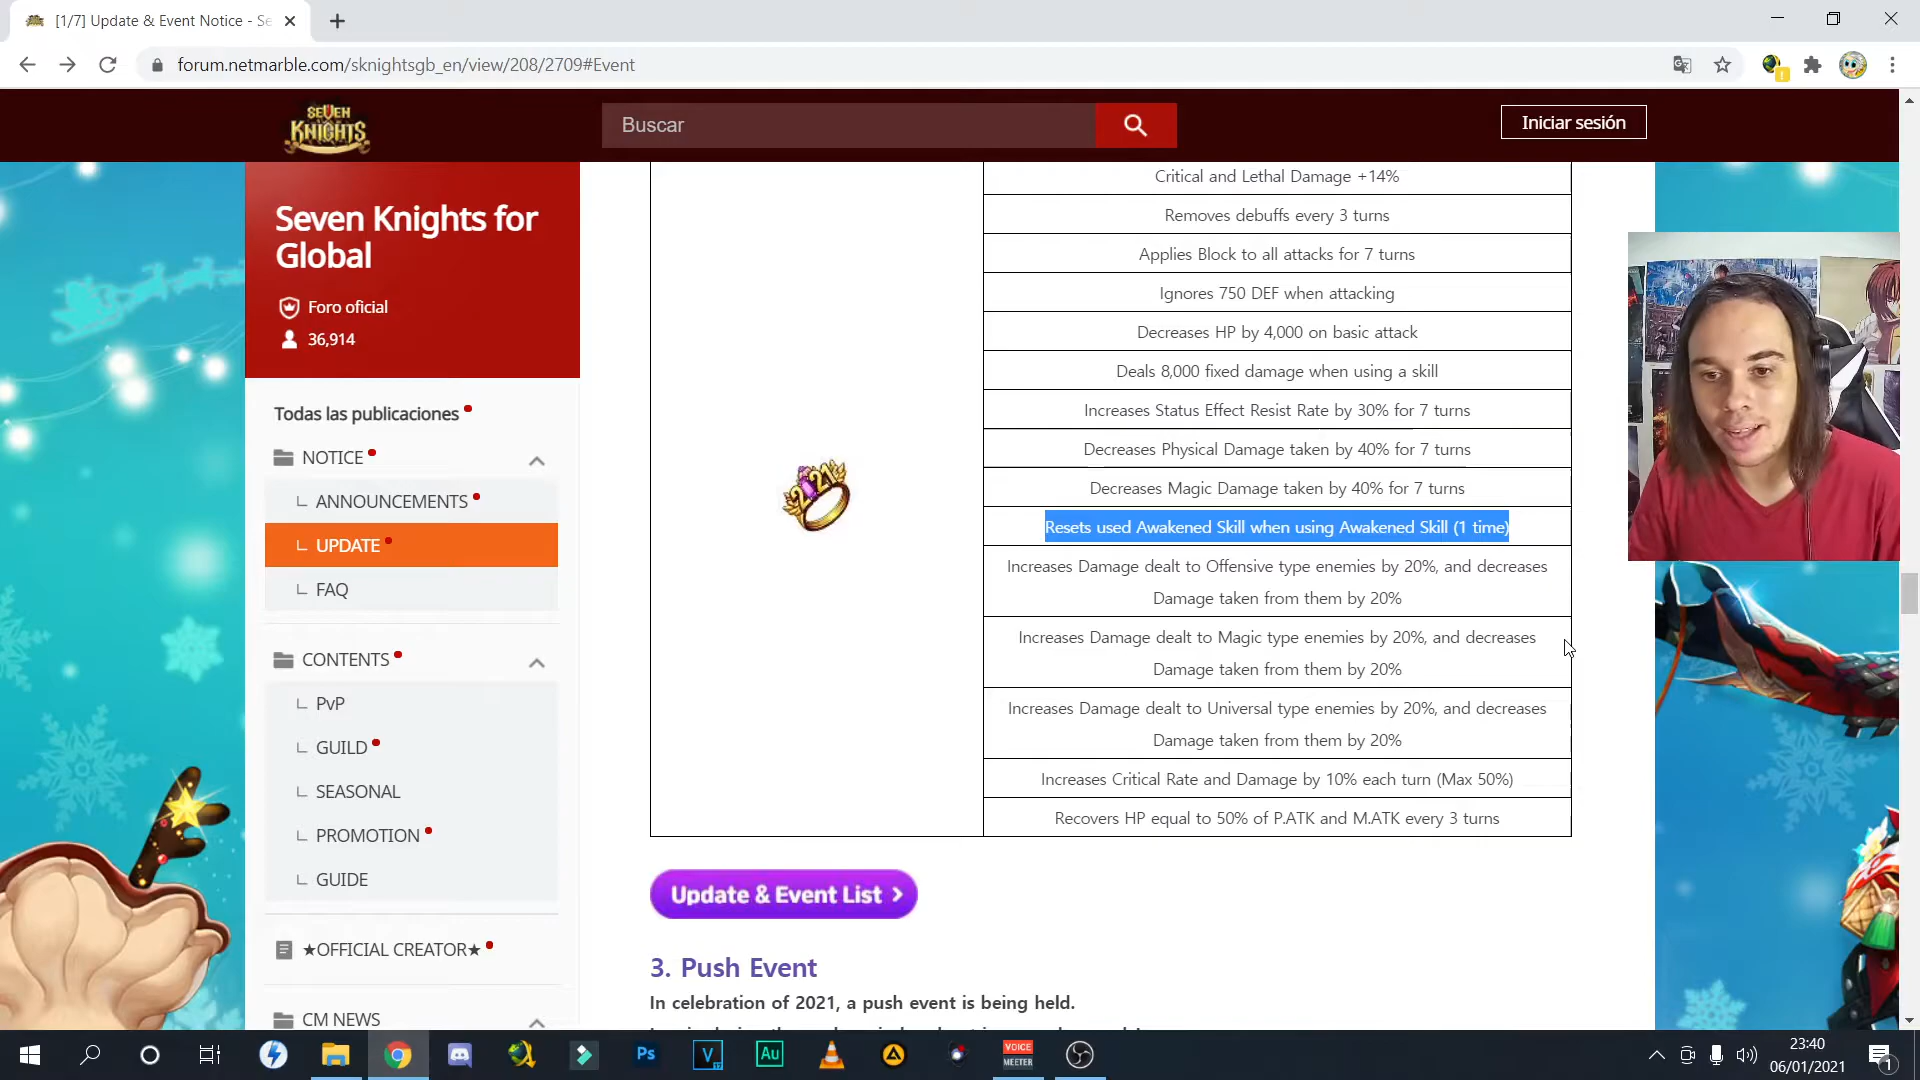 [1/7] Update & Event Notice - Se
forum.netmarble.com/sknightsgb_en/view/208/2709#Event
SEVEN
KNIGHTS
Buscar
Iniciar sesión
Seven Knights for
Global
Foro oficial
36,914
Todas las publicaciones
NOTICE
ANNOUNCEMENTS
UPDATE
FAQ
CONTENTS
PvP
GUILD
SEASONAL
PROMOTION
GUIDE
★OFFICIAL CREATOR★
CM NEWS
Critical and Lethal Damage +14%
Removes debuffs every 3 turns
Applies Block to all attacks for 7 turns
Ignores 750 DEF when attacking
Decreases HP by 4,000 on basic attack
Deals 8,000 fixed damage when using a skill
Increases Status Effect Resist Rate by 30% for 7 turns
Decreases Physical Damage taken by 40% for 7 turns
Decreases Magic Damage taken by 40% for 7 turns
Resets used Awakened Skill when using Awakened Skill (1 time)
Increases Damage dealt to Offensive type enemies by 20%, and decreases
Damage taken from them by 20%
Increases Damage dealt to Magic type enemies by 20%, and decreases
Damage taken from them by 20%
Increases Damage dealt to Universal type enemies by 20%, and decreases
Damage taken from them by 20%
Increases Critical Rate and Damage by 10% each turn (Max 50%)
Recovers HP equal to 50% of P.ATK and M.ATK every 3 turns
2021
Update & Event List >
3. Push Event
In celebration of 2021, a push event is being held.
Ps
V
Au
VOICE
MEETER
23:40
06/01/2021
1